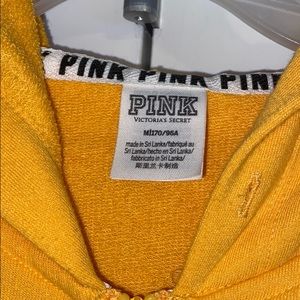 PINK PINK PINK
PINK
VICTORIA'S SECRET
M|170/96A
made in Sri Lanka/fabriqué au
Sri Lanka/hecho en Sri Lanka/
fabbricato in Sri Lanka/
斯里兰卡制造